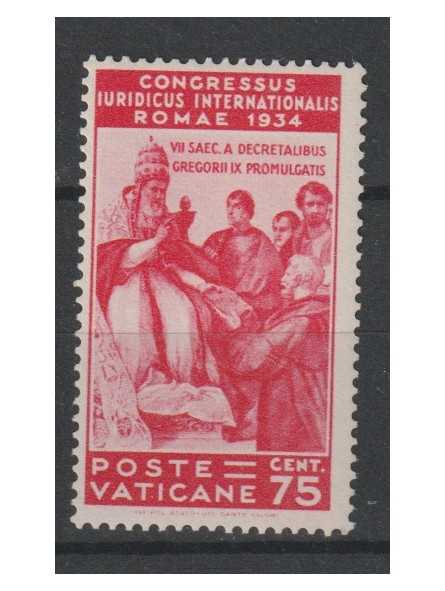 CONGRESSUS
IURIDICUS INTERNATIONALIS
ROMAE 1934
VII SAEC. A DECRETALIBUS
GREGORII IX PROMULGATIS
POSTE
VATICANE
CENT.
75